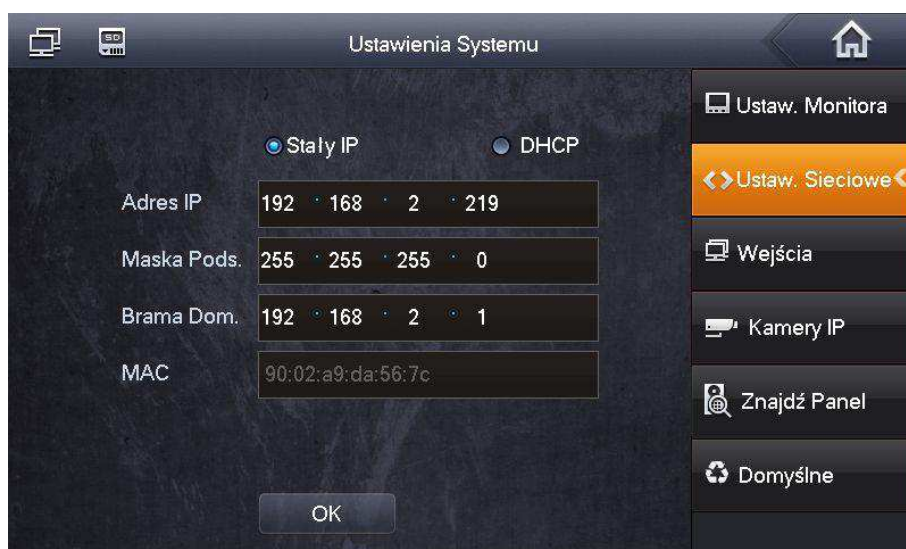 SD
Ustawienia Systemu
Stały IP
DHCP
Adres IP
192 · 168 · 2 · 219
Maska Pods.
255 · 255 · 255 · 0
Brama Dom.
192 · 168 · 2 · 1
MAC
90:02:a9:da:56:7c
OK
Ustaw. Monitora
Ustaw. Sieciowe
Wejścia
Kamery IP
Znajdź Panel
Domyślne